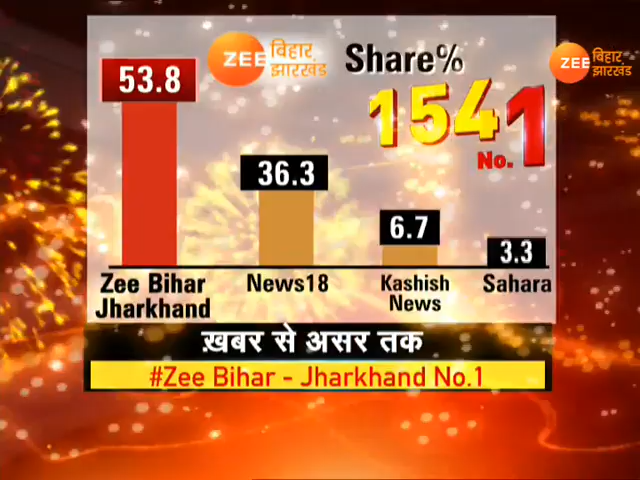 ZEE बिहार झारखंड
Share%
ZEE बिहार झारखंड
1541
No.
53.8
36.3
6.7
3.3
Zee Bihar Jharkhand
News18
Kashish News
Sahara
ख़बर से असर तक
#Zee Bihar - Jharkhand No.1